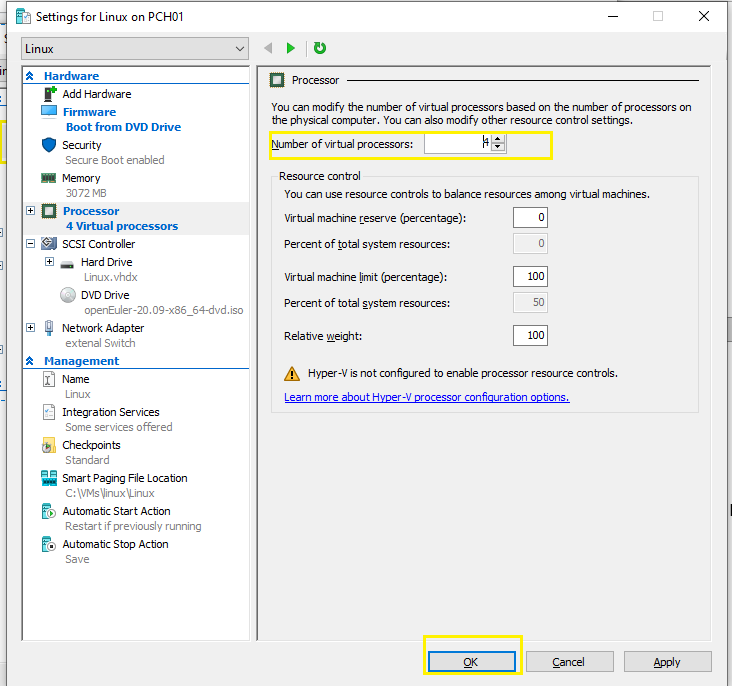 Settings for Linux on PCH01
Linux
Hardware
Add Hardware
Firmware
Boot from DVD Drive
Security
Secure Boot enabled
Memory
3072 MB
Processor
4 Virtual processors
SCSI Controller
Hard Drive
Linux.vhdx
DVD Drive
openEuler-20.09-x86_64-dvd.iso
Network Adapter
extenal Switch
Management
Name
Linux
Integration Services
Some services offered
Checkpoints
Standard
Smart Paging File Location
C:\VMs\linux\Linux
Automatic Start Action
Restart if previously running
Automatic Stop Action
Save
Processor
You can modify the number of virtual processors based on the number of processors on
the physical computer. You can also modify other resource control settings.
Number of virtual processors: 4
Resource control
You can use resource controls to balance resources among virtual machines.
Virtual machine reserve (percentage): 0
Percent of total system resources: 0
Virtual machine limit (percentage): 100
Percent of total system resources: 50
Relative weight: 100
Hyper-V is not configured to enable processor resource controls.
Learn more about Hyper-V processor configuration options.
OK Cancel Apply